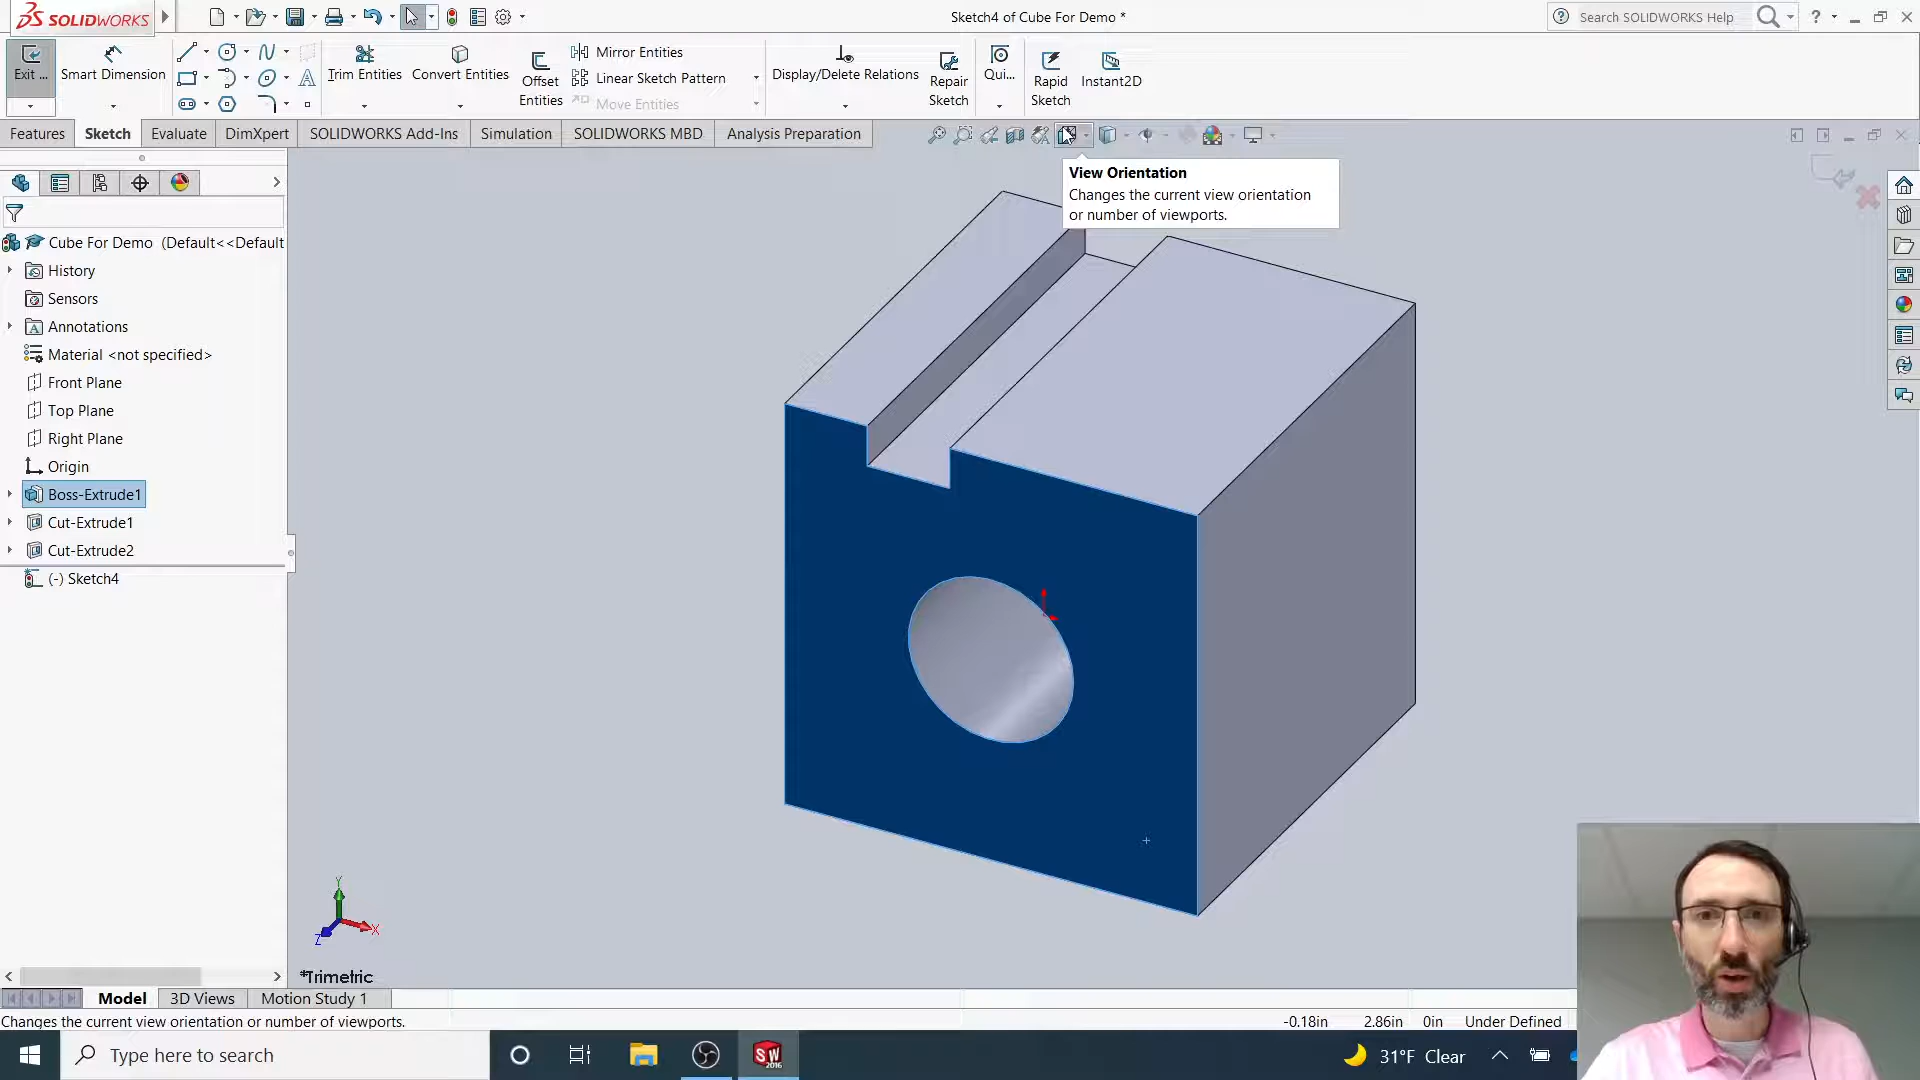 SOLIDWORKS
Sketch4 of Cube For Demo *
Search SOLIDWORKS Help
?
Exit ...
Smart Dimension
Trim Entities
Convert Entities
Offset Entities
Mirror Entities
Linear Sketch Pattern
Move Entities
Display/Delete Relations
Repair Sketch
Qui...
Rapid Sketch
Instant2D
Features
Sketch
Evaluate
DimXpert
SOLIDWORKS Add-Ins
Simulation
SOLIDWORKS MBD
Analysis Preparation
View Orientation
Changes the current view orientation
or number of viewports.
Cube For Demo (Default<<Default
History
Sensors
Annotations
Material <not specified>
Front Plane
Top Plane
Right Plane
Origin
Boss-Extrude1
Cut-Extrude1
Cut-Extrude2
(-) Sketch4
Y
X
Z
*Trimetric
Model
3D Views
Motion Study 1
Changes the current view orientation or number of viewports.
-0.18in
2.86in
0in
Under Defined
Type here to search
SW
2016
31°F Clear